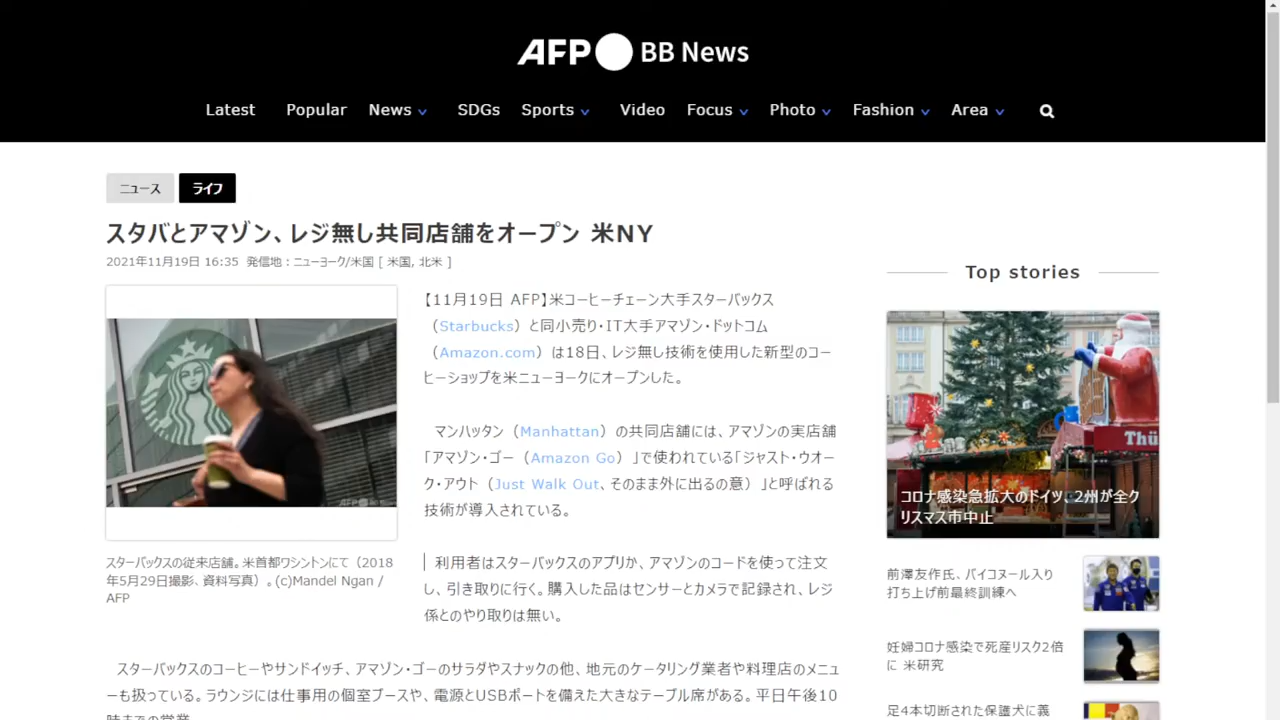 AFP BB News
Latest Popular News SDGs Sports Video Focus Photo Fashion Area
ニュース ライフ
スタバとアマゾン、レジ無し共同店舗をオープン 米NY
2021年11月19日 16:35 発信地：ニューヨーク/米国 [ 米国, 北米 ]
【11月19日 AFP】米コーヒーチェーン大手スターバックス
（Starbucks）と同小売り・IT大手アマゾン・ドットコム
（Amazon.com）は18日、レジ無し技術を使用した新型のコー
ヒーショップを米ニューヨークにオープンした。
マンハッタン（Manhattan）の共同店舗には、アマゾンの実店舗
「アマゾン・ゴー（Amazon Go）」で使われている「ジャスト・ウオー
ク・アウト（Just Walk Out、そのまま外に出るの意）」と呼ばれる
技術が導入されている。
利用者はスターバックスのアプリか、アマゾンのコードを使って注文
し、引き取りに行く。購入した品はセンサーとカメラで記録され、レジ
係とのやり取りは無い。
AFP BB News
スターバックスの従来店舗。米首都ワシントンにて（2018
年5月29日撮影、資料写真）。(c)Mandel Ngan /
AFP
スターバックスのコーヒーやサンドイッチ、アマゾン・ゴーのサラダやスナックの他、地元のケータリング業者や料理店のメニュ
ーも扱っている。ラウンジには仕事用の個室ブースや、電源とUSBポートを備えた大きなテーブル席がある。平日午後10
時までの営業
Top stories
Thü
コロナ感染急拡大のドイツ、2州が全ク
リスマス市中止
前澤友作氏、バイコヌール入り
打ち上げ前最終訓練へ
妊婦コロナ感染で死産リスク2倍
に 米研究
足4本切断された保護犬に義